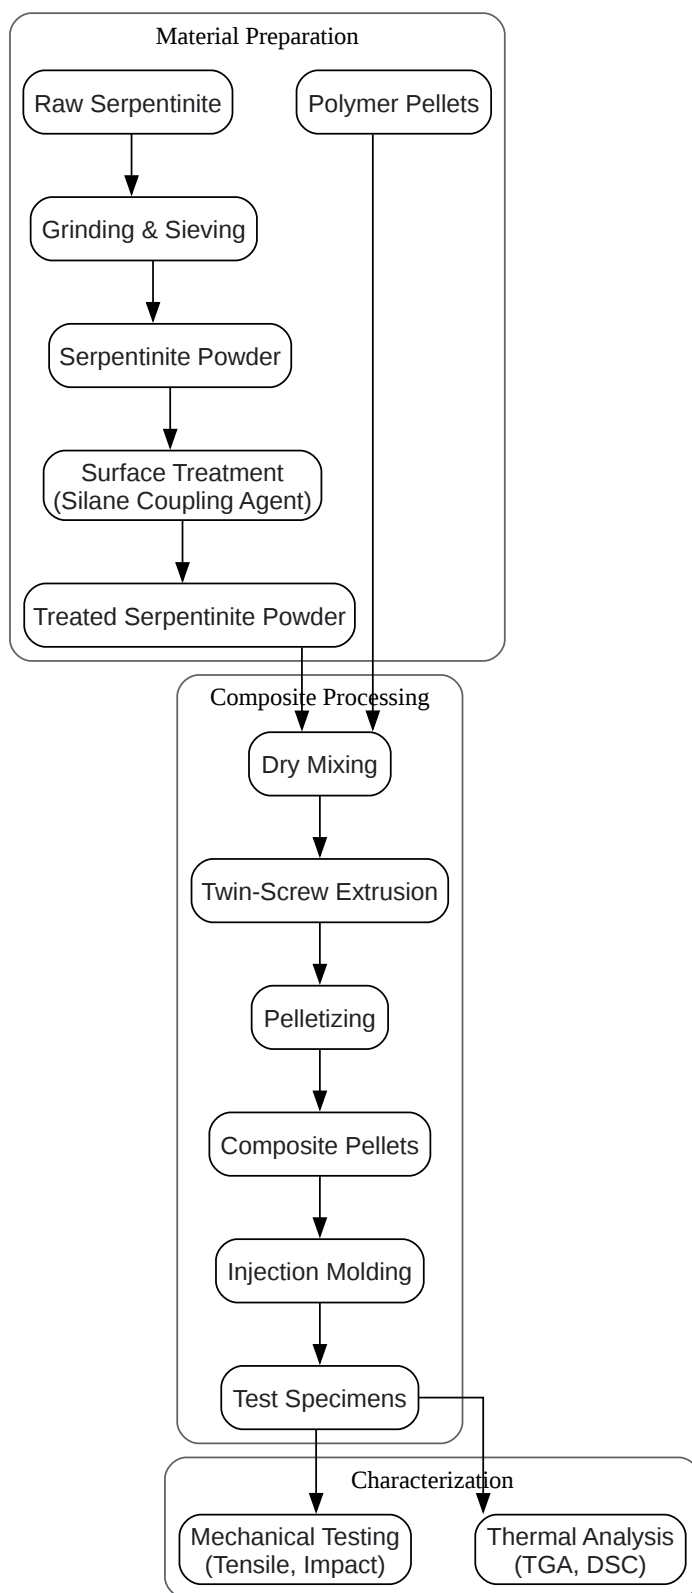 Material Preparation
Raw Serpentinite
Polymer Pellets
Grinding & Sieving
Serpentinite Powder
Surface Treatment
(Silane Coupling Agent)
Treated Serpentinite Powder
Composite Processing
Dry Mixing
Twin-Screw Extrusion
Pelletizing
Composite Pellets
Injection Molding
Test Specimens
Characterization
Mechanical Testing
(Tensile, Impact)
Thermal Analysis
(TGA, DSC)